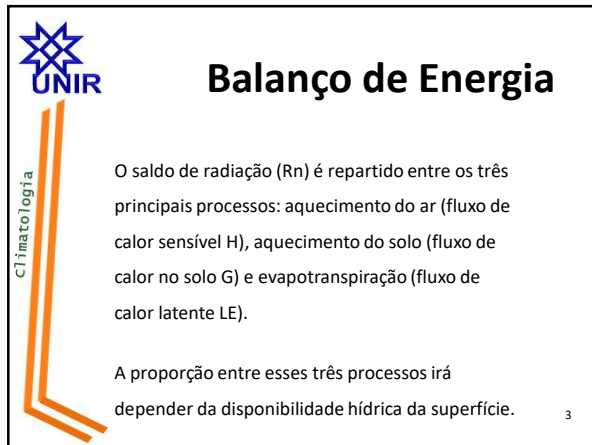 UNIR
Balanço de Energia
Climatologia
O saldo de radiação (Rn) é repartido entre os três
principais processos: aquecimento do ar (fluxo de
calor sensível H), aquecimento do solo (fluxo de
calor no solo G) e evapotranspiração (fluxo de
calor latente LE).
A proporção entre esses três processos irá
depender da disponibilidade hídrica da superfície.
3